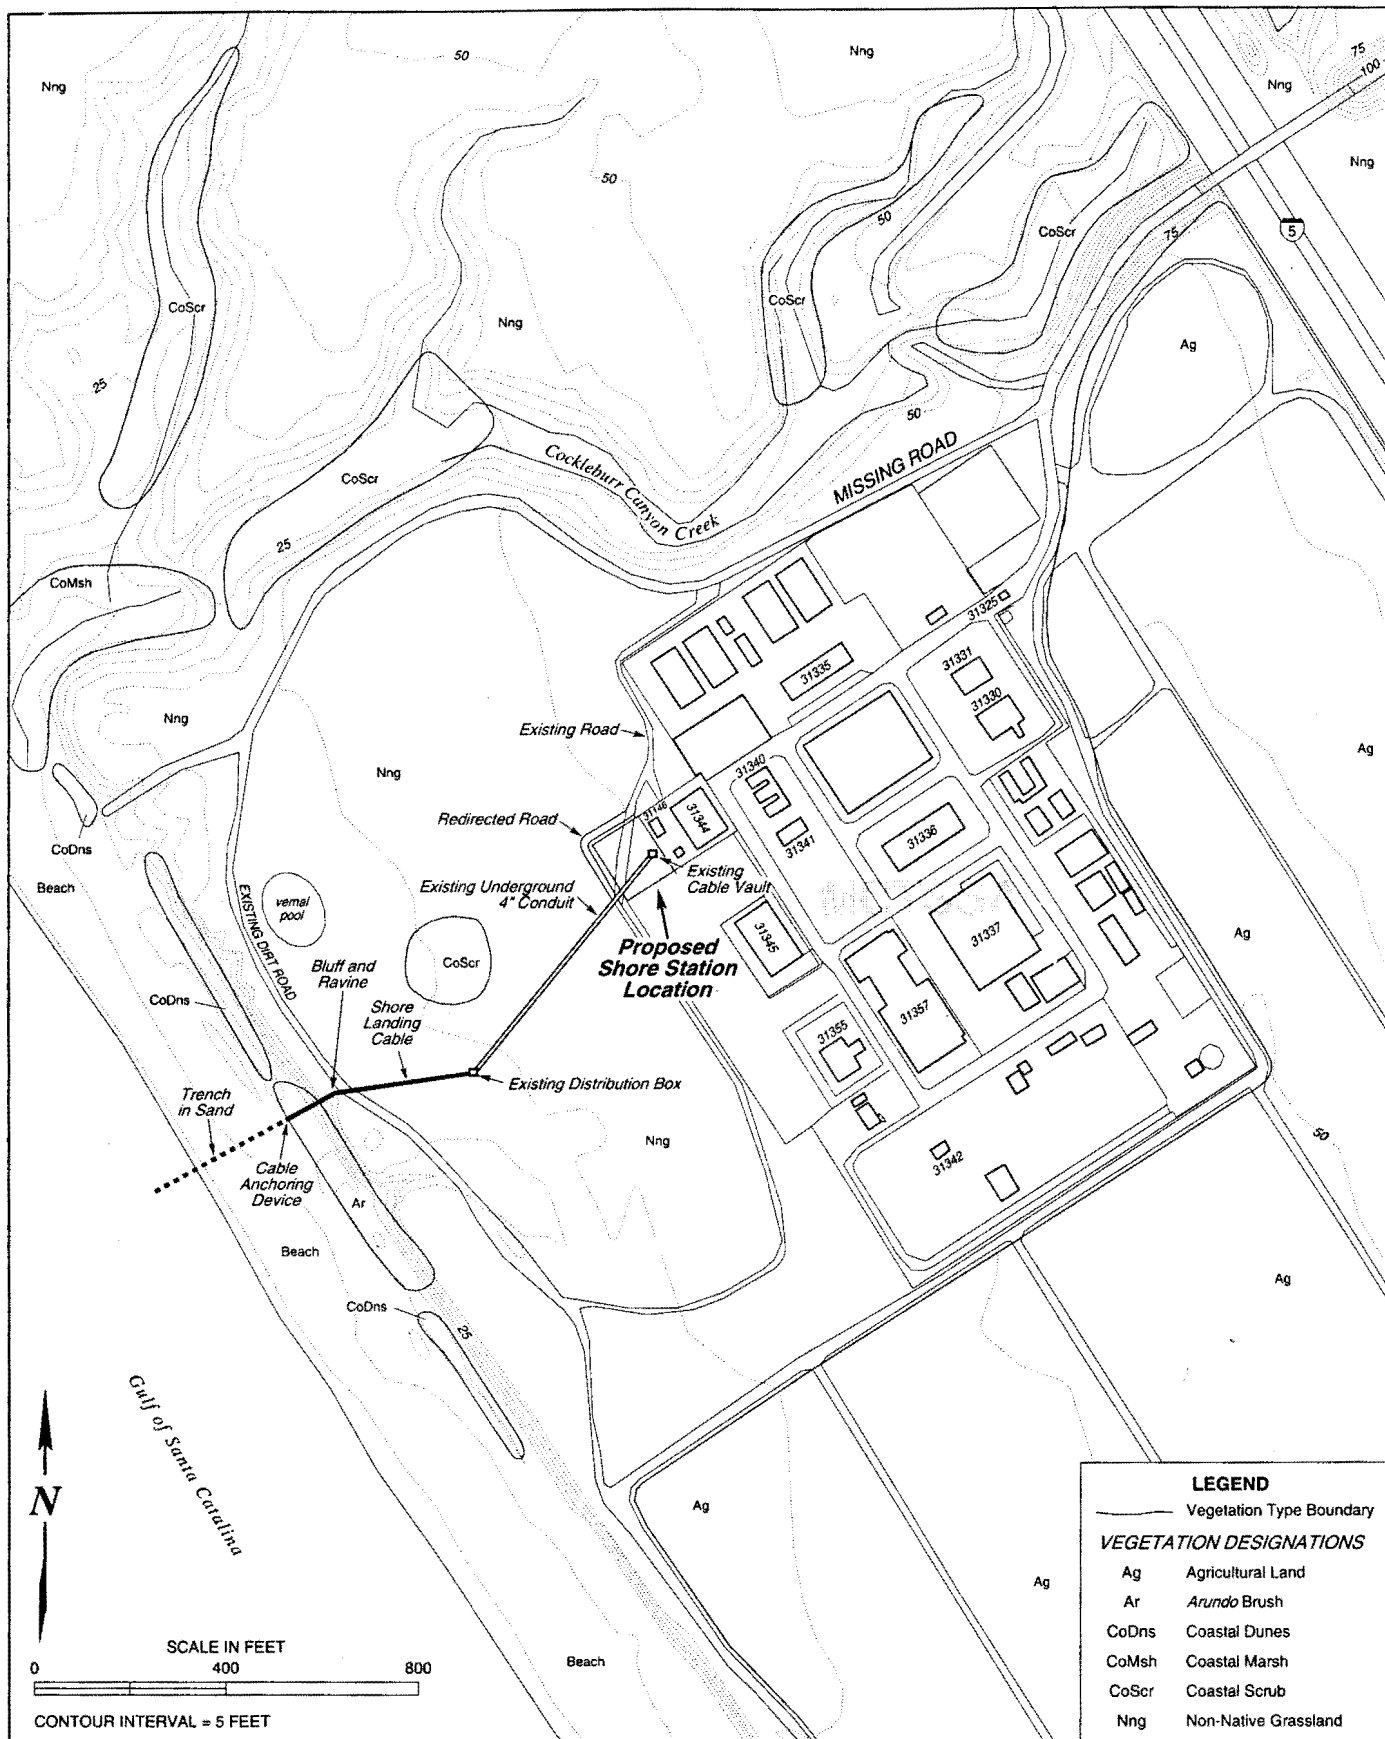 50
Nng
75
100
Nng
Nng
Nng
50
50
5
CoScr
75
CoScr
CoScr
Nng
Ag
25
50
MISSING ROAD
Cockleburr Canyon Creek
CoScr
25
Ag
CoMsh
31325
31331
31335
31330
Nng
Existing Road
Ag
Nng
31340
31146
31344
Redirected Road
31341
31336
CoDns
Existing
Cable Vault
Beach
Existing Underground
4" Conduit
vernal
pool
EXISTING DIRT ROAD
31345
31337
Ag
Proposed
Shore Station
Location
Bluff and
Ravine
CoScr
CoDns
Shore
Landing
Cable
31357
31355
Existing Distribution Box
Trench
in Sand
Nng
50
31342
Cable
Anchoring
Device
Ar
Beach
Ag
CoDns
25
Gulf of Santa Catalina
N
Ag
Ag
Beach
SCALE IN FEET
0 400 800
CONTOUR INTERVAL = 5 FEET
LEGEND
Vegetation Type Boundary
VEGETATION DESIGNATIONS
Ag Agricultural Land
Ar Arundo Brush
CoDns Coastal Dunes
CoMsh Coastal Marsh
CoScr Coastal Scrub
Nng Non-Native Grassland